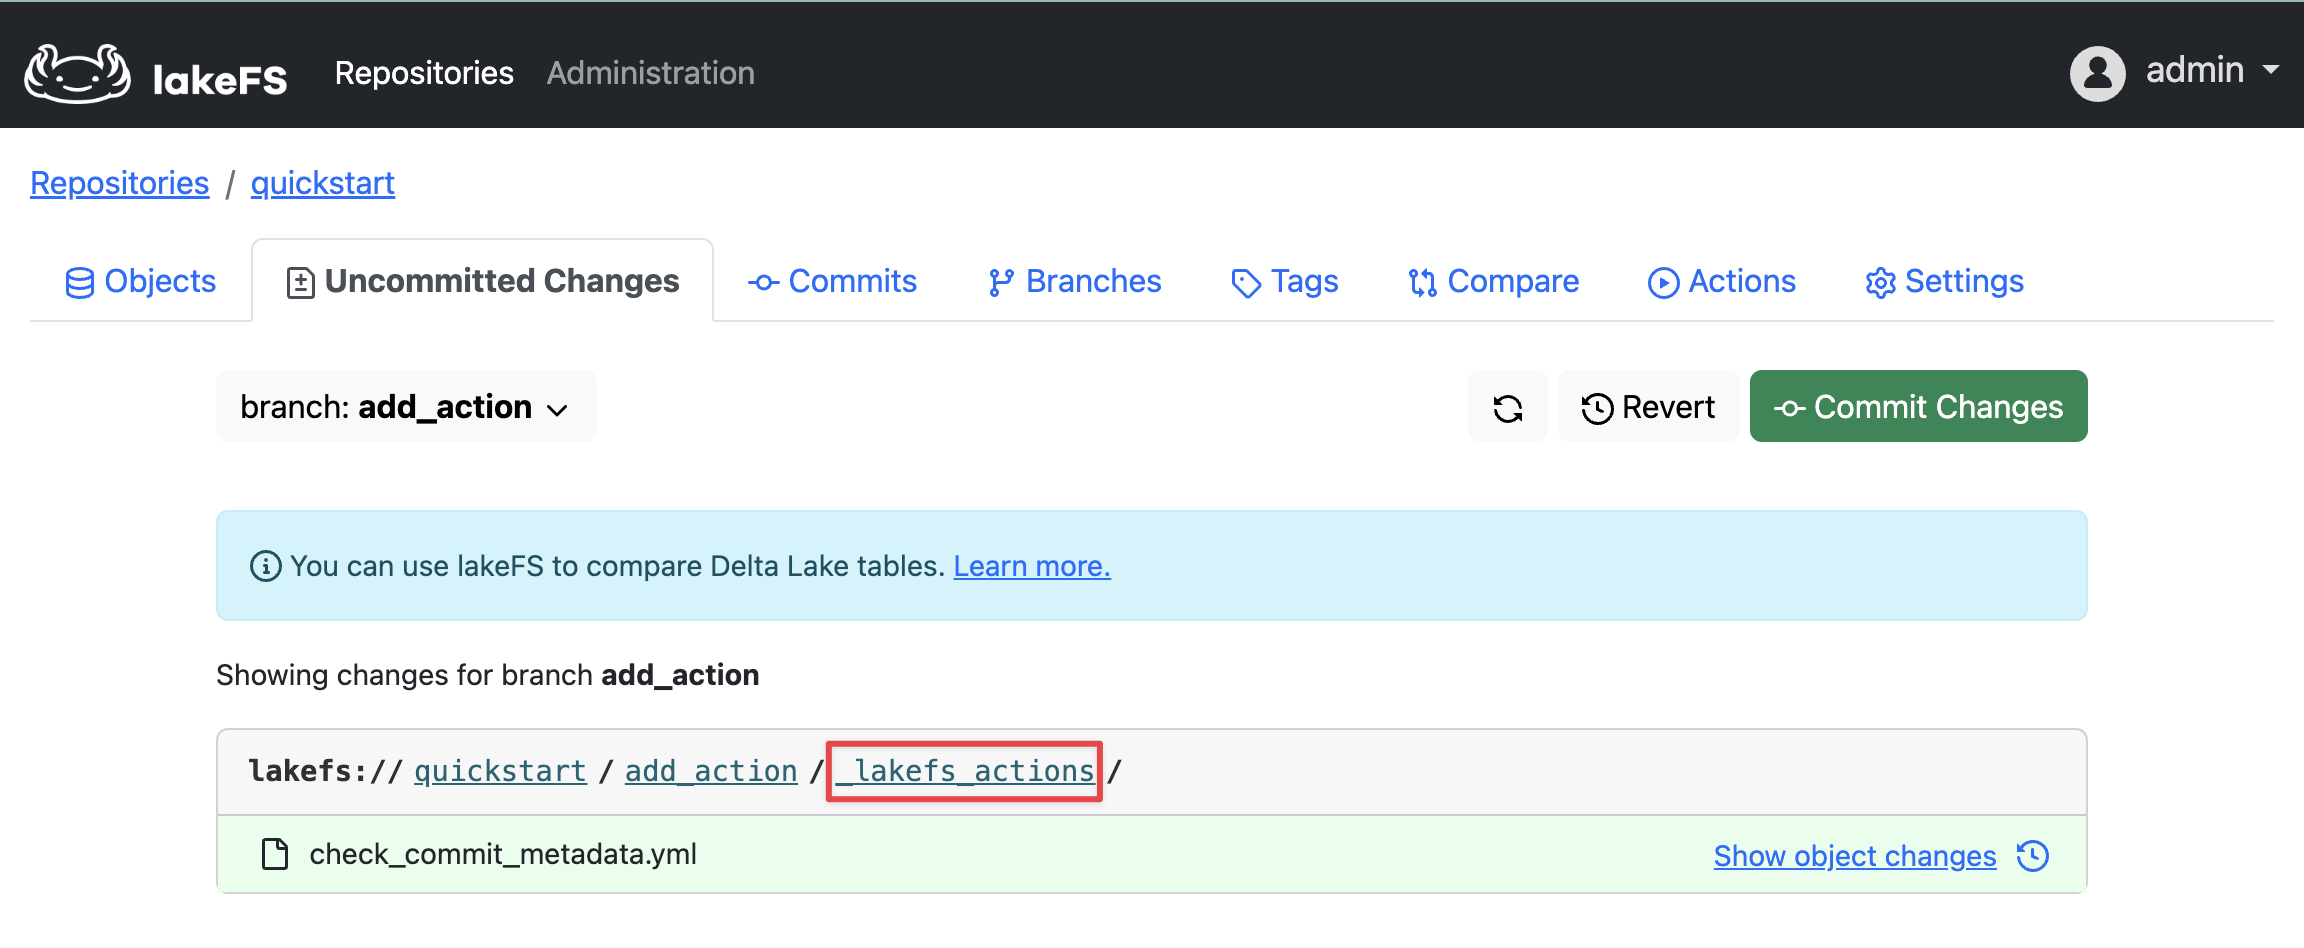 lakeFS Repositories Administration admin
Repositories / quickstart
Objects Uncommitted Changes Commits Branches Tags Compare Actions Settings
branch: add_action Revert Commit Changes
You can use lakeFS to compare Delta Lake tables. Learn more.
Showing changes for branch add_action
lakefs:// quickstart / add_action /_lakefs_actions /
check_commit_metadata.yml Show object changes